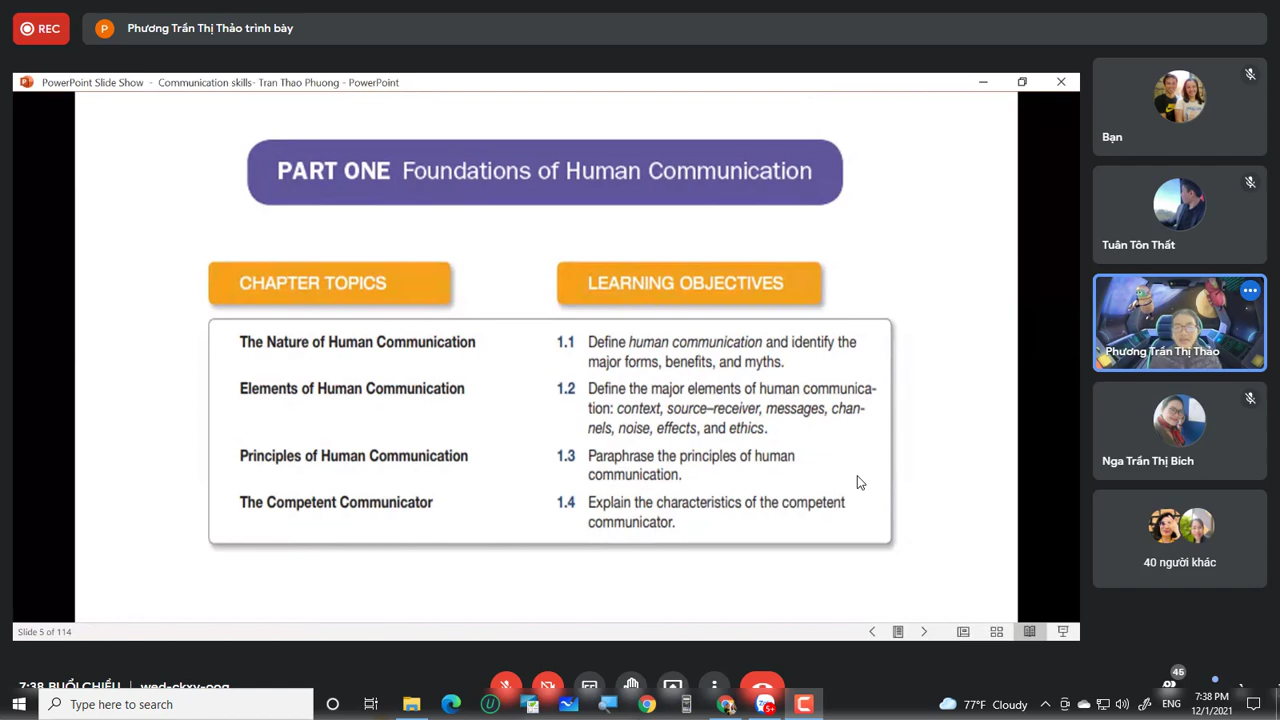 REC
P
Phương Trần Thị Thảo trình bày
PowerPoint Slide Show - Communication skills- Tran Thao Phuong - PowerPoint
PART ONE Foundations of Human Communication
CHAPTER TOPICS
LEARNING OBJECTIVES
The Nature of Human Communication
1.1 Define human communication and identify the
major forms, benefits, and myths.
Elements of Human Communication
1.2 Define the major elements of human communica-
tion: context, source–receiver, messages, chan-
nels, noise, effects, and ethics.
Principles of Human Communication
1.3 Paraphrase the principles of human
communication.
The Competent Communicator
1.4 Explain the characteristics of the competent
communicator.
Slide 5 of 114
Bạn
Tuân Tôn Thất
Phương Trần Thị Thảo
Nga Trần Thị Bích
40 người khác
45
7:38 BUỔI CHIỀU
Type here to search
5+
77°F Cloudy
ENG
7:38 PM
12/1/2021